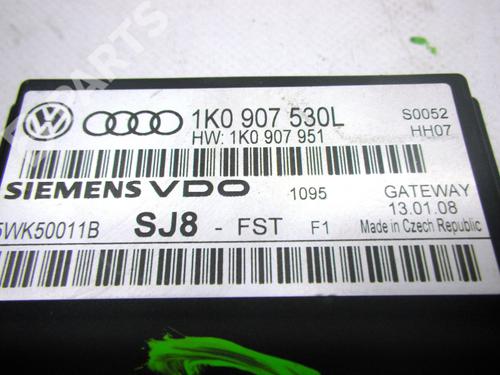 1K0 907 530L S0052
HW: 1K0 907 951 HH07
SIEMENS VDO 1095 GATEWAY
13.01.08
5WK50011B SJ8 - FST F1 Made in Czech Republic